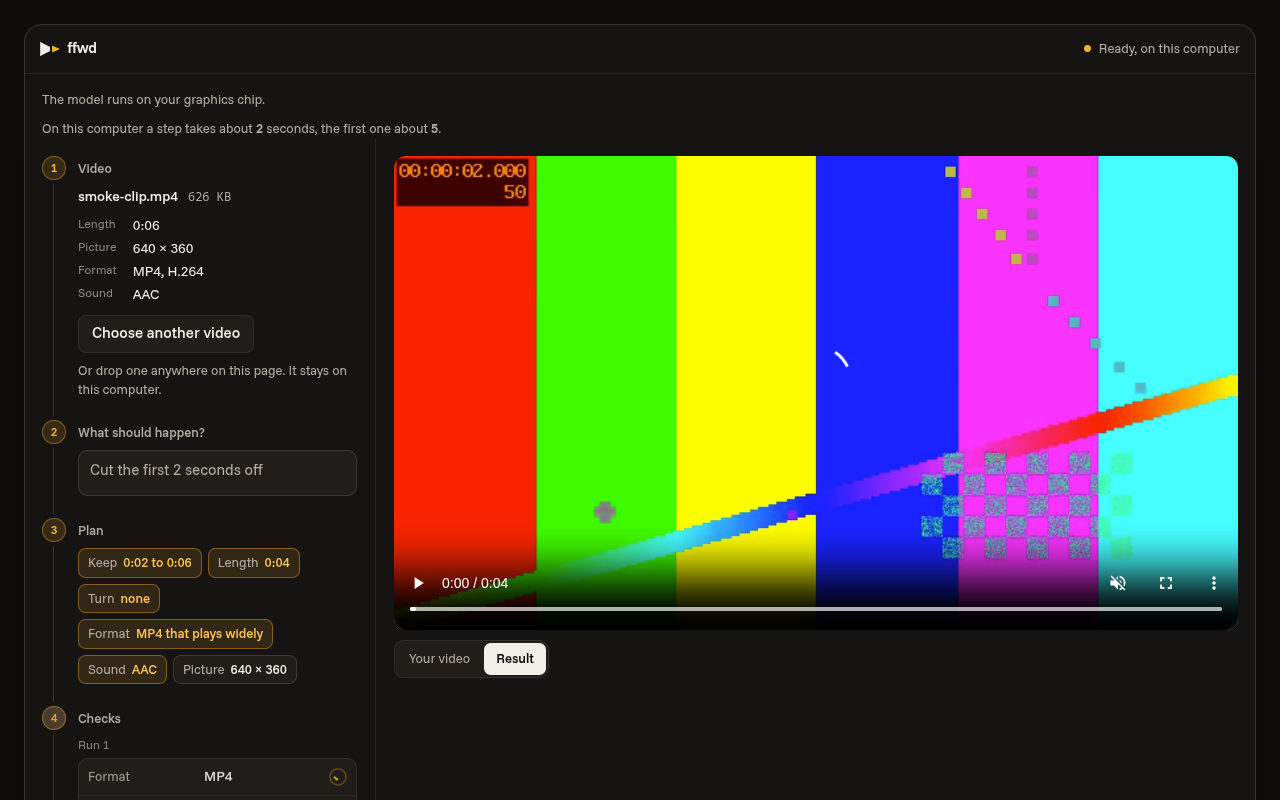 ffwd
Ready, on this computer
The model runs on your graphics chip.
On this computer a step takes about 2 seconds, the first one about 5.
1 Video
smoke-clip.mp4 626 KB
Length 0:06
Picture 640 × 360
Format MP4, H.264
Sound AAC
Choose another video
Or drop one anywhere on this page. It stays on
this computer.
2 What should happen?
Cut the first 2 seconds off
3 Plan
Keep 0:02 to 0:06 Length 0:04
Turn none
Format MP4 that plays widely
Sound AAC Picture 640 × 360
4 Checks
Run 1
Format MP4
00:00:02.000
50
0:00 / 0:04
Your video Result